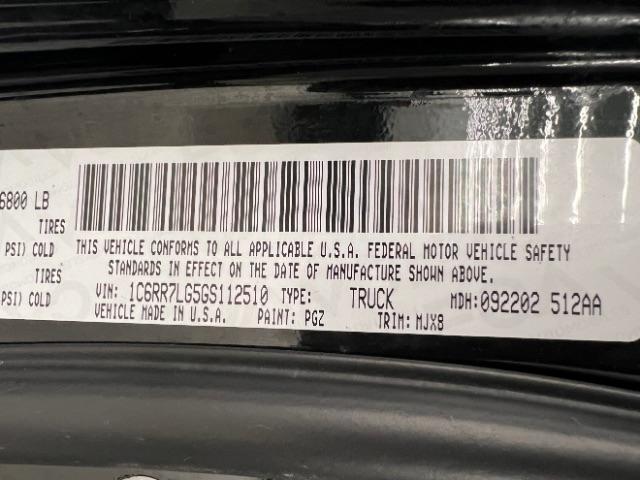 6800 LB
TIRES
PSI) COLD
TIRES
PSI) COLD
THIS VEHICLE CONFORMS TO ALL APPLICABLE U.S.A. FEDERAL MOTOR VEHICLE SAFETY
STANDARDS IN EFFECT ON THE DATE OF MANUFACTURE SHOWN ABOVE.
VIN: 1C6RR7LG5GS112510 TYPE: TRUCK MDH:092202 512AA
VEHICLE MADE IN U.S.A. PAINT: PGZ TRIM: MJX8